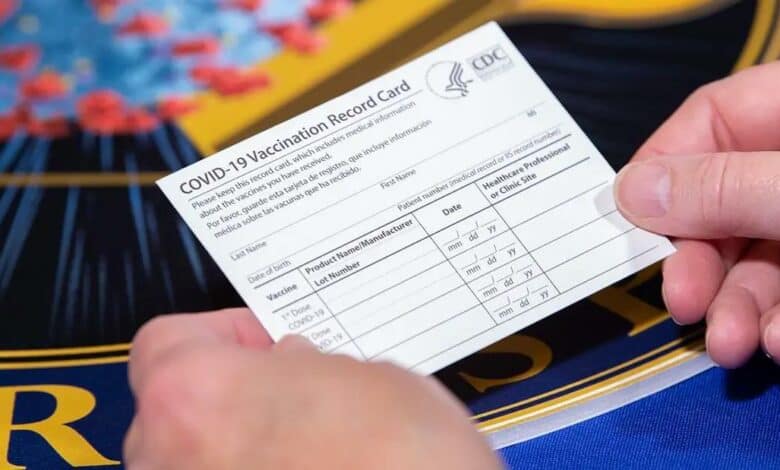 CDC
COVID-19 Vaccination Record Card
Please keep this record card, which includes medical information
about the vaccines you have received.
Por favor, guarde esta tarjeta de registro, que incluye información
médica sobre las vacunas que ha recibido.
Last Name First Name MI
Date of birth Patient number (medical record or IIS record number)
Vaccine Product Name/Manufacturer Date Healthcare Professional
Lot Number or Clinic Site
1st Dose
COVID-19 mm dd yy
mm dd yy
mm dd yy
mm dd yy
R